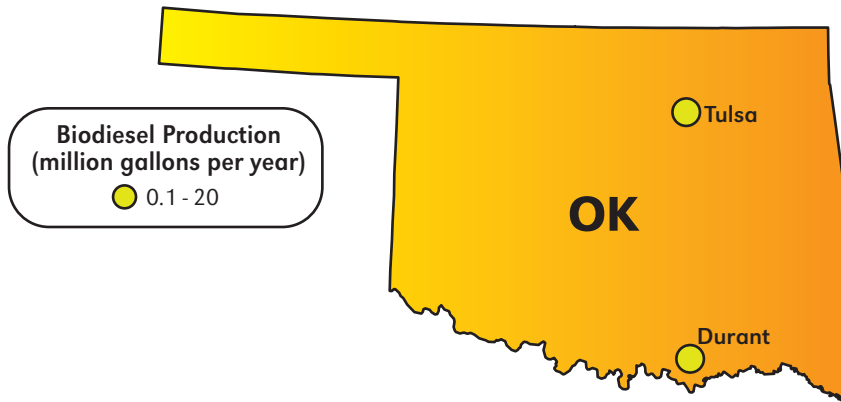 Biodiesel Production
(million gallons per year)
0.1 - 20
Tulsa
OK
Durant